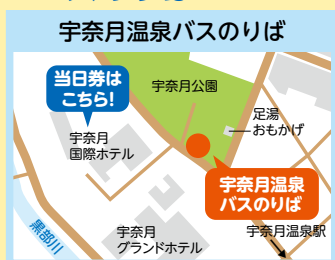 宇奈月温泉バスのりば
当日券は
こちら!
宇奈月公園
足湯
おもかげ
宇奈月
国際ホテル
宇奈月温泉
バスのりば
宇奈月温泉駅
黒部川
宇奈月
グランドホテル